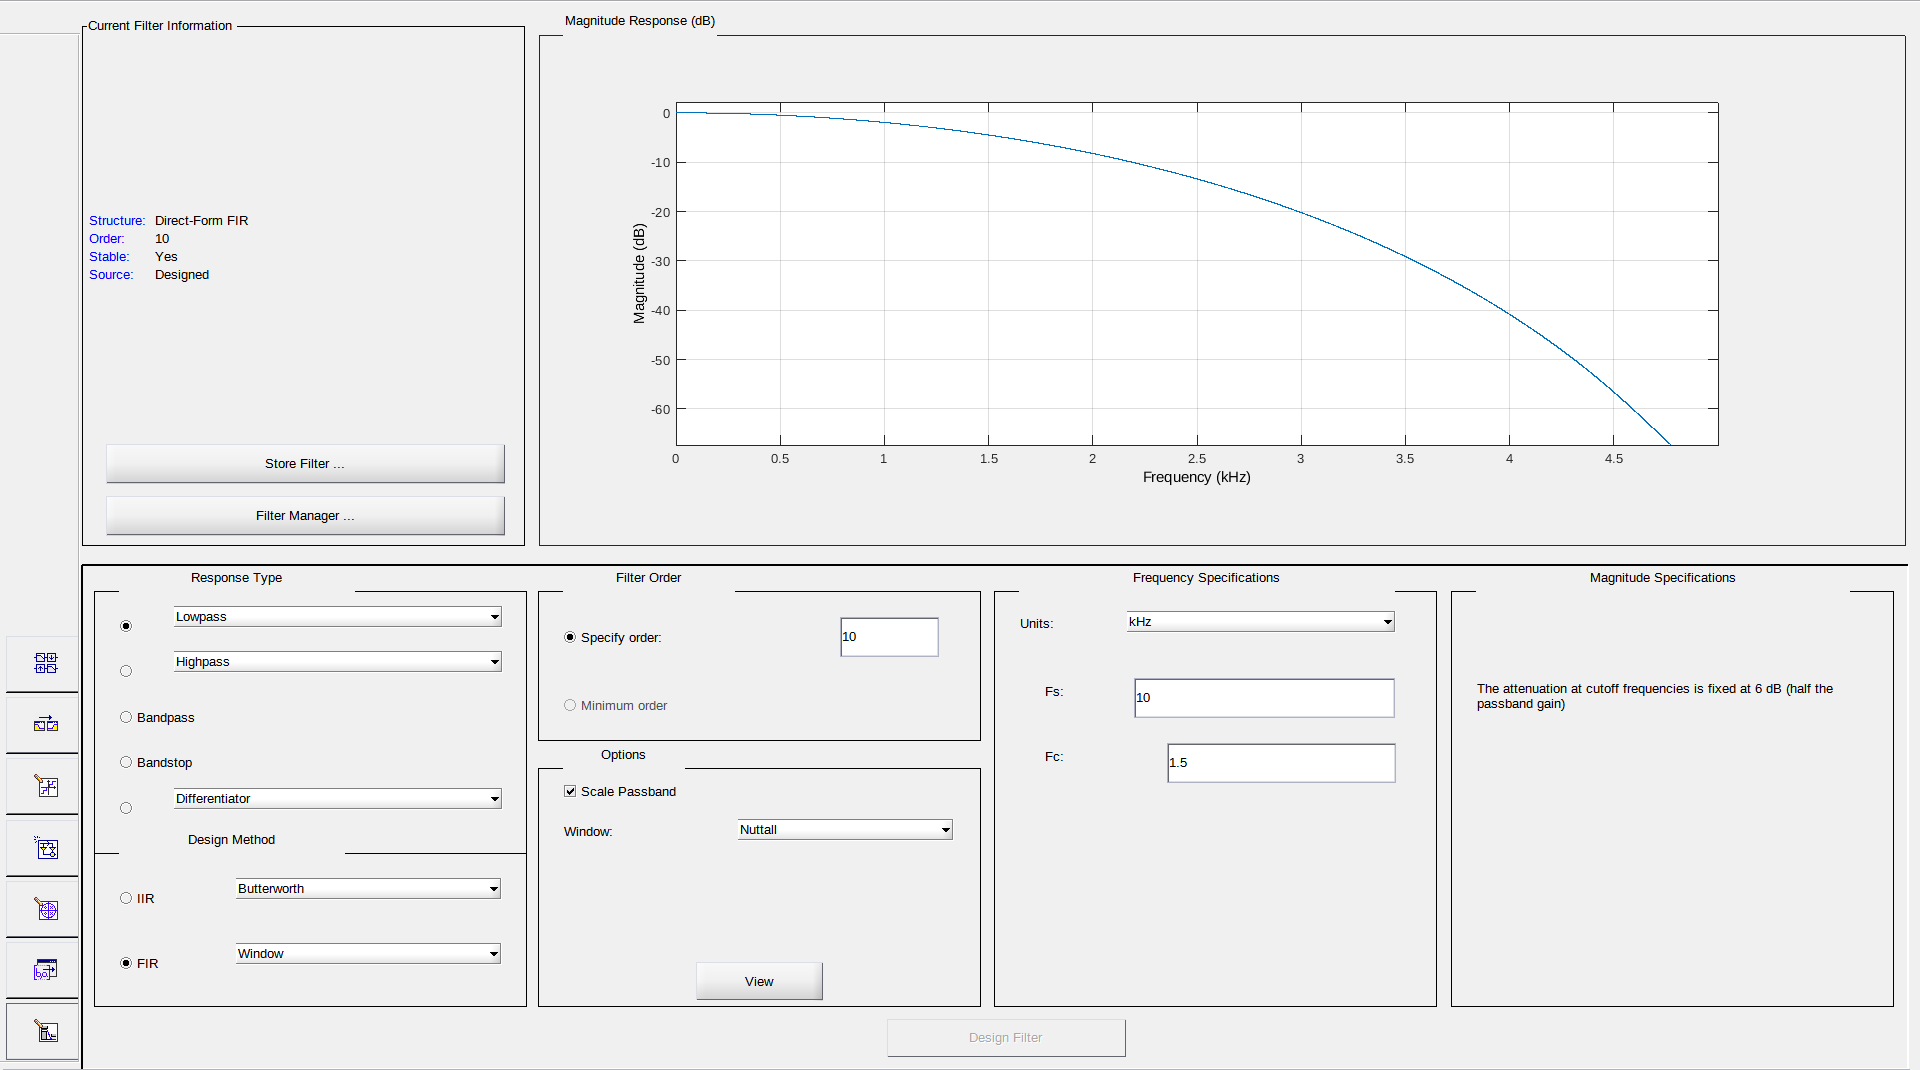 Current Filter Information
Structure: Direct-Form FIR
Order: 10
Stable: Yes
Source: Designed
Store Filter ...
Filter Manager ...
Magnitude Response (dB)
0
-10
-20
-30
-40
-50
-60
Magnitude (dB)
0 0.5 1 1.5 2 2.5 3 3.5 4 4.5
Frequency (kHz)
Response Type
Lowpass
Highpass
Bandpass
Bandstop
Differentiator
Design Method
IIR Butterworth
FIR Window
Filter Order
Specify order: 10
Minimum order
Options
Scale Passband
Window: Nuttall
View
Frequency Specifications
Units: kHz
Fs: 10
Fc: 1.5
Magnitude Specifications
The attenuation at cutoff frequencies is fixed at 6 dB (half the
passband gain)
Design Filter